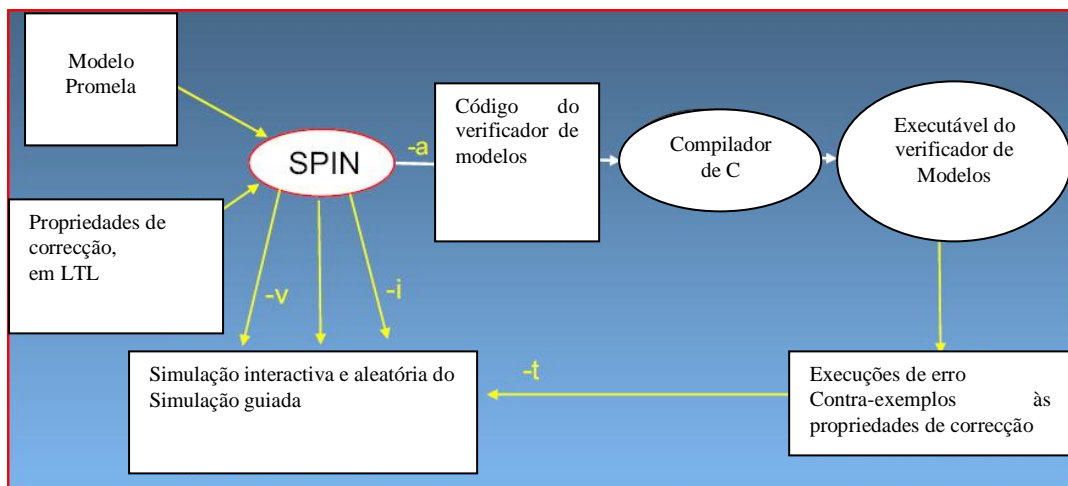 Modelo
Promela
SPIN
-a
Código do
verificador de
modelos
Compilador
de C
Executável do
verificador de
Modelos
Propriedades de
correcção,
em LTL
-v
-i
Simulação interactiva e aleatória do
Simulação guiada
-t
Execuções de erro
Contra-exemplos às
propriedades de correcção